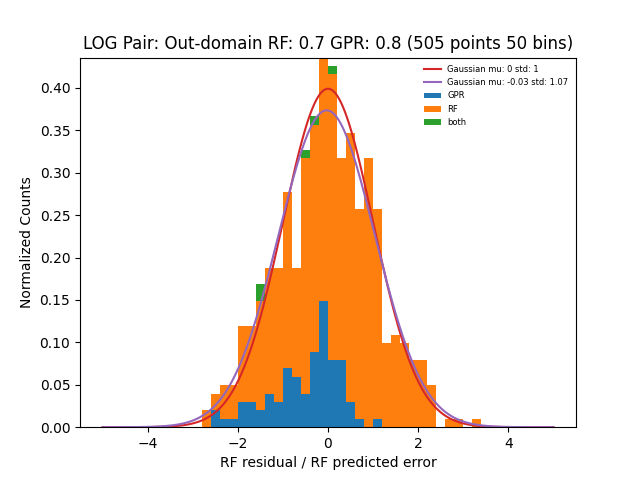 LOG Pair: Out-domain RF: 0.7 GPR: 0.8 (505 points 50 bins)
Gaussian mu: 0 std: 1
Gaussian mu: -0.03 std: 1.07
GPR
RF
both
Normalized Counts
0.40
0.35
0.30
0.25
0.20
0.15
0.10
0.05
0.00
−4 −2 0 2 4
RF residual / RF predicted error